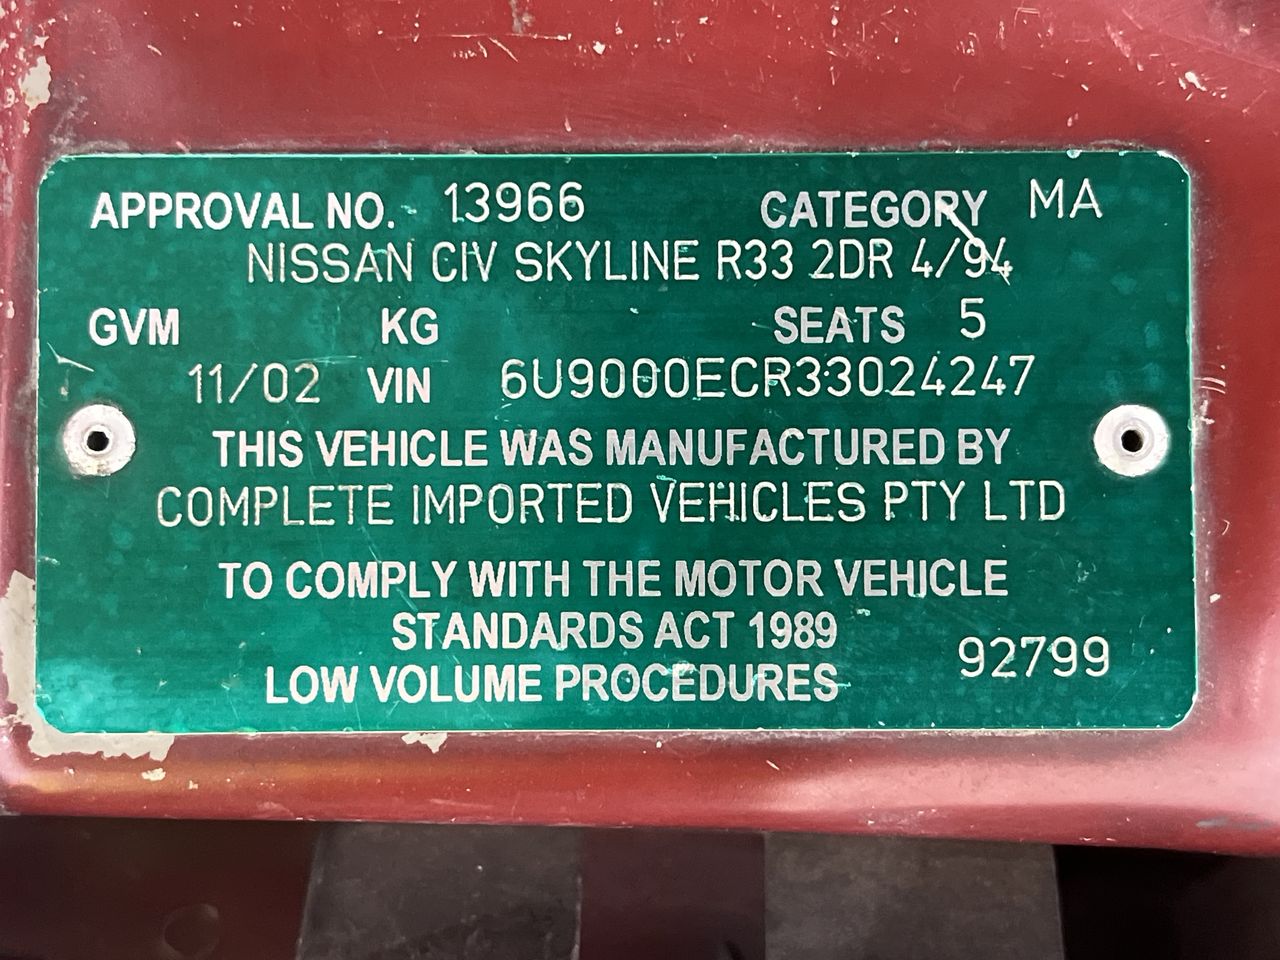 APPROVAL NO. 13966 CATEGORY MA
NISSAN CIV SKYLINE R33 2DR 4/94
GVM KG SEATS 5
11/02 VIN 6U9000ECR33024247
THIS VEHICLE WAS MANUFACTURED BY
COMPLETE IMPORTED VEHICLES PTY LTD
TO COMPLY WITH THE MOTOR VEHICLE
STANDARDS ACT 1989
LOW VOLUME PROCEDURES 92799